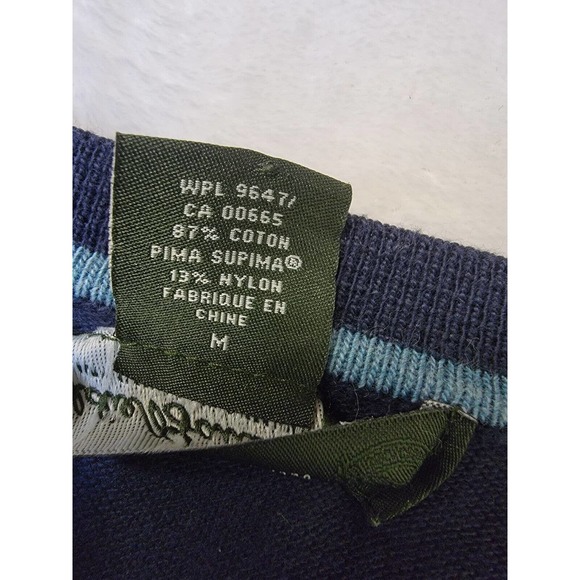 WPL 9647/
CA 00665
87% COTON
PIMA SUPIMA®
13% NYLON
FABRIQUE EN
CHINE
M